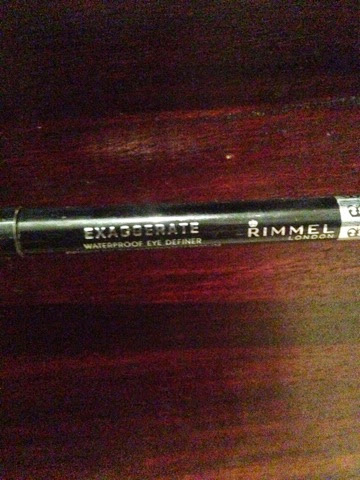 EXAGGERATE
WATERPROOF EYE DEFINER
RIMMEL
LONDON